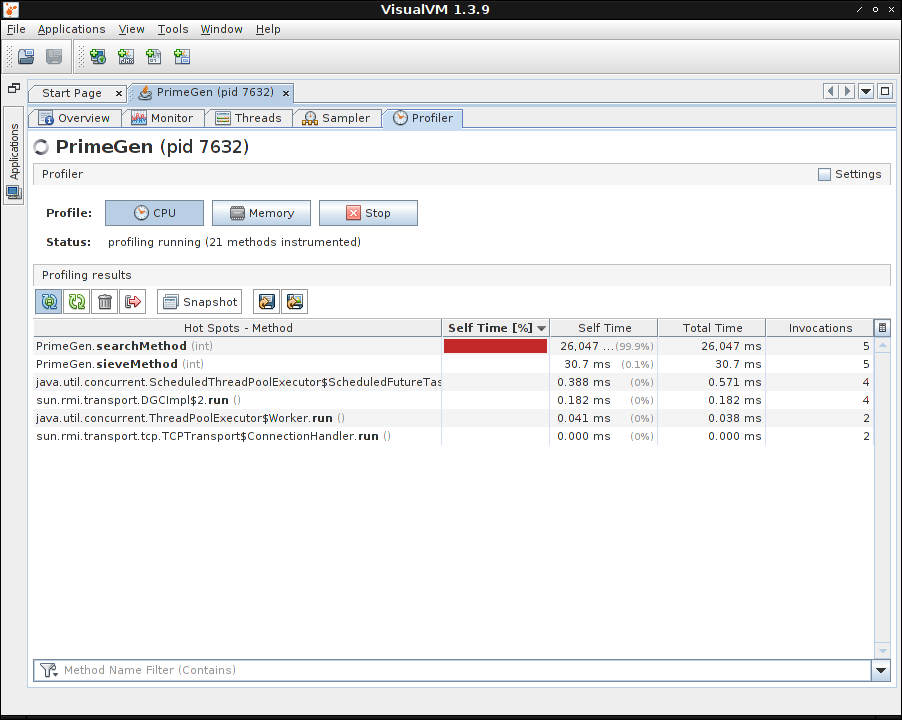 VisualVM 1.3.9
File Applications View Tools Window Help
Start Page PrimeGen (pid 7632)
Applications
Overview Monitor Threads Sampler Profiler
PrimeGen (pid 7632)
Profiler Settings
Profile: CPU Memory Stop
Status: profiling running (21 methods instrumented)
Profiling results
Snapshot
Hot Spots - Method Self Time [%] Self Time Total Time Invocations
PrimeGen.searchMethod (int) 26,047 ...(99.9%) 26,047 ms 5
PrimeGen.sieveMethod (int) 30.7 ms (0.1%) 30.7 ms 5
java.util.concurrent.ScheduledThreadPoolExecutor$ScheduledFutureTas 0.388 ms (0%) 0.571 ms 4
sun.rmi.transport.DGCImpl$2.run () 0.182 ms (0%) 0.182 ms 4
java.util.concurrent.ThreadPoolExecutor$Worker.run () 0.041 ms (0%) 0.038 ms 2
sun.rmi.transport.tcp.TCPTransport$ConnectionHandler.run () 0.000 ms (0%) 0.000 ms 2
Method Name Filter (Contains)